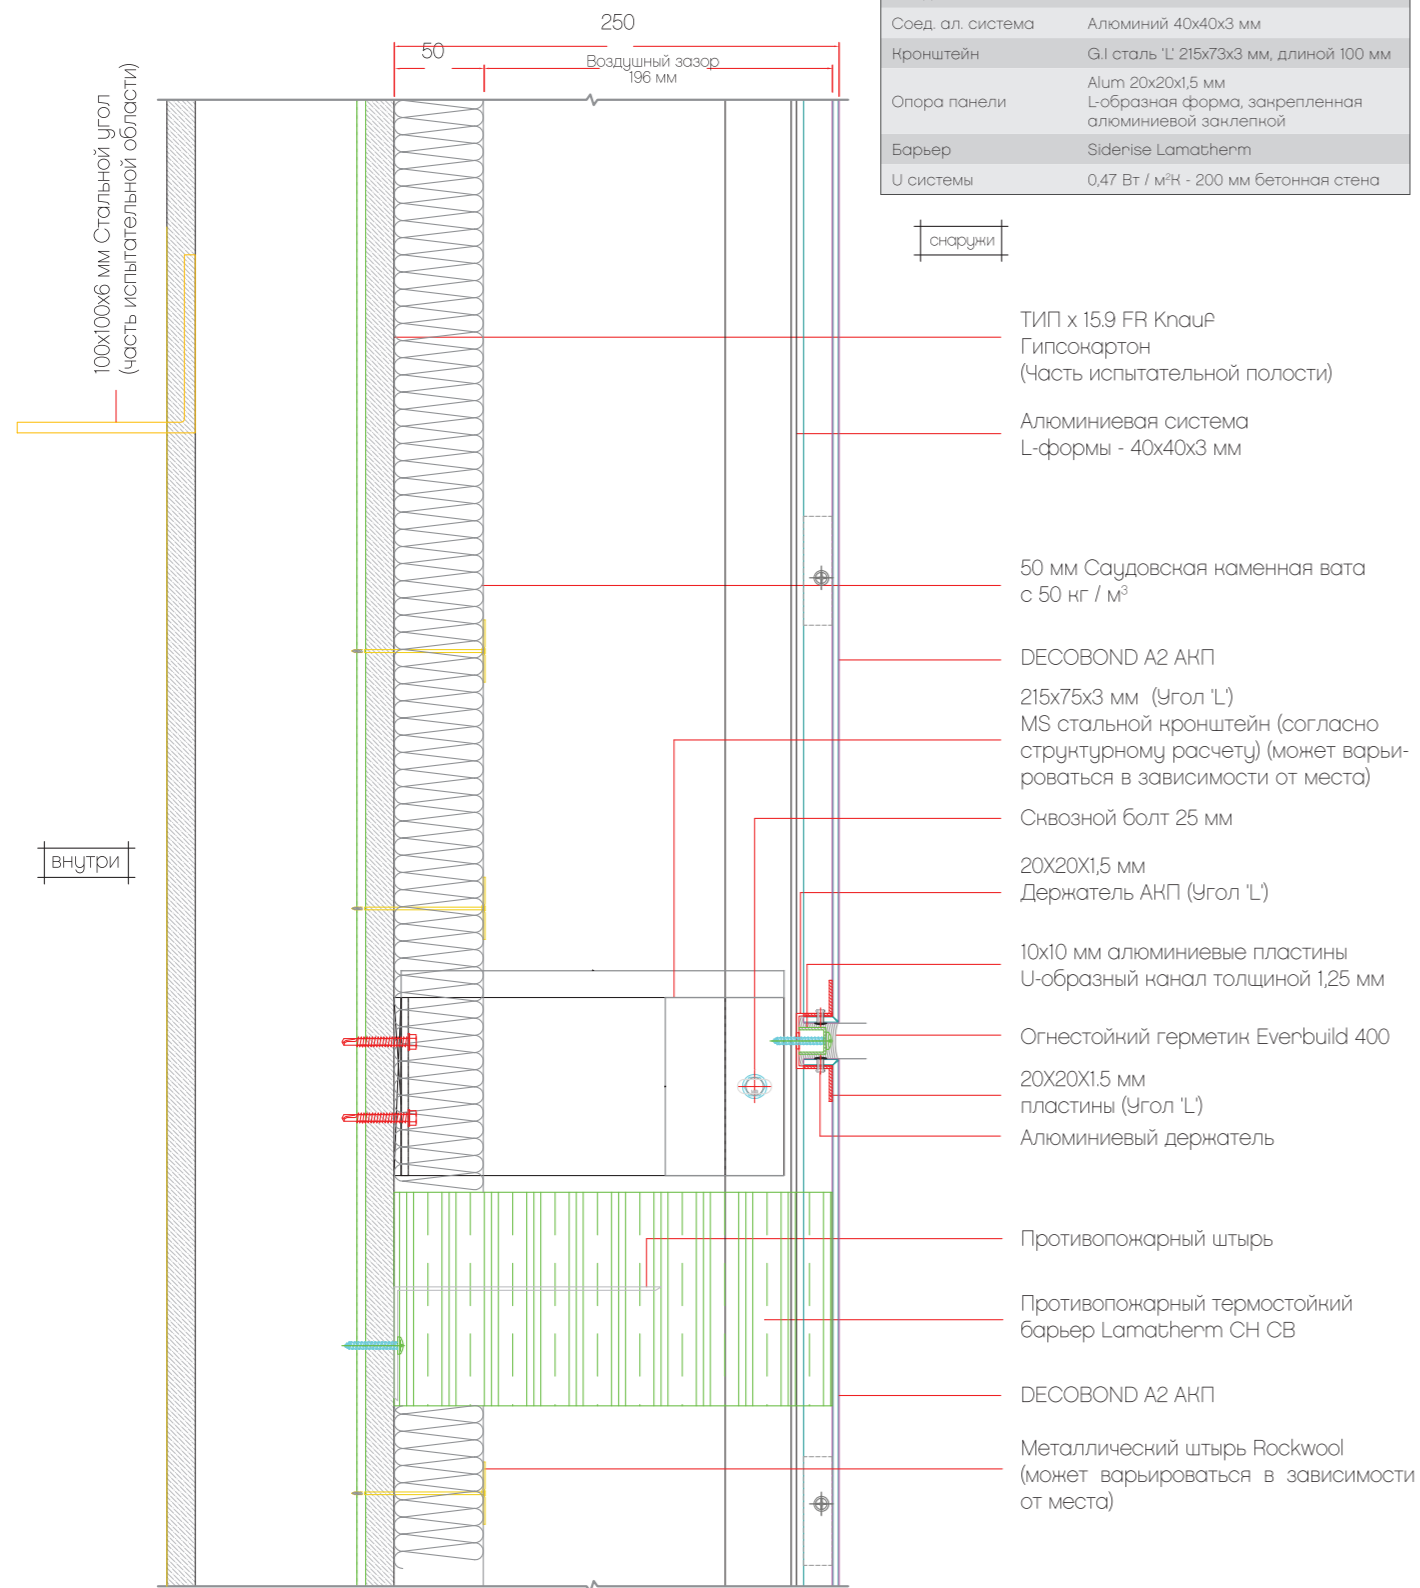 250
50
Воздушный зазор
196 мм
100x100x6 мм Стальной угол
(часть испытательной области)
Соед. ал. система Алюминий 40x40x3 мм
Кронштейн G.I сталь 'L' 215x73x3 мм, длиной 100 мм
Опора панели
Alum 20x20x1,5 мм
L-образная форма, закрепленная
алюминиевой заклепкой
Барьер Siderise Lamatherm
U системы 0,47 Вт / м²К - 200 мм бетонная стена
снаружи
внутри
ТИП x 15.9 FR Knauf
Гипсокартон
(Часть испытательной полости)
Алюминиевая система
L-формы - 40x40x3 мм
50 мм Саудовская каменная вата
с 50 кг / м³
DECOBOND A2 АКП
215x75x3 мм (Угол 'L')
MS стальной кронштейн (согласно
структурному расчету) (может варьи-
роваться в зависимости от места)
Сквозной болт 25 мм
20X20X1,5 мм
Держатель АКП (Угол 'L')
10x10 мм алюминиевые пластины
U-образный канал толщиной 1,25 мм
Огнестойкий герметик Everbuild 400
20X20X1.5 мм
пластины (Угол 'L')
Алюминиевый держатель
Противопожарный штырь
Противопожарный термостойкий
барьер Lamatherm CH CB
DECOBOND A2 АКП
Металлический штырь Rockwool
(может варьироваться в зависимости
от места)